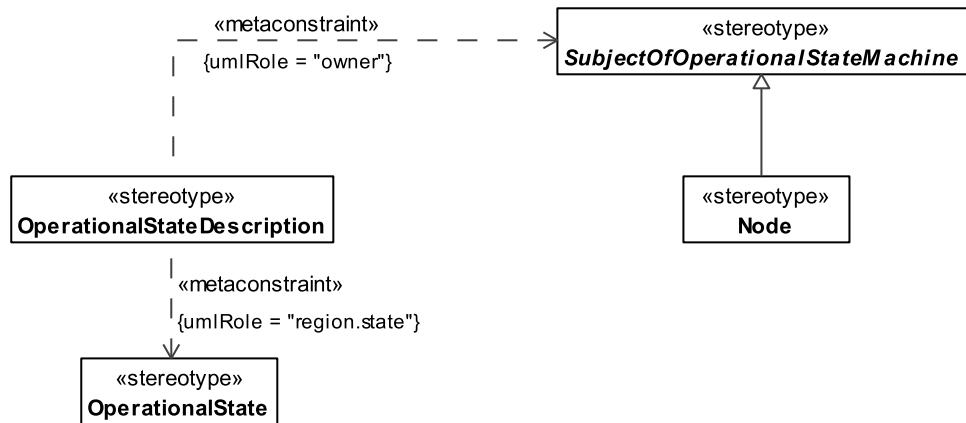 «metaconstraint»
{umlRole = "owner"}
«stereotype»
SubjectOfOperationalStateMachine
«stereotype»
OperationalStateDescription
«stereotype»
Node
«metaconstraint»
{umlRole = "region.state"}
«stereotype»
OperationalState